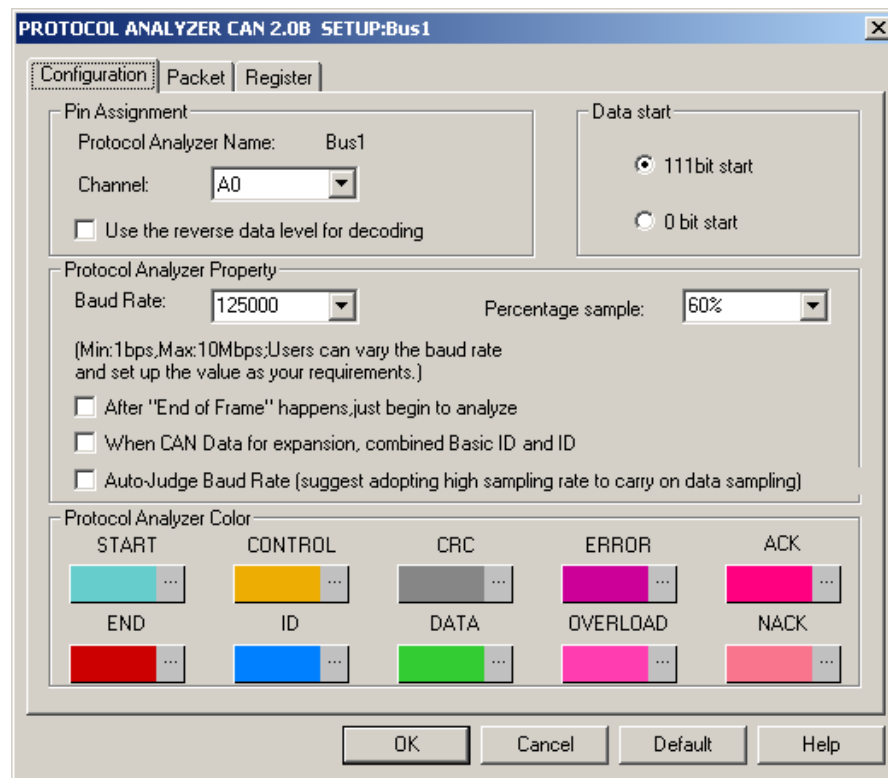 PROTOCOL ANALYZER CAN 2.0B SETUP:Bus1
Configuration Packet Register
Pin Assignment
Protocol Analyzer Name: Bus1
Channel: A0
Use the reverse data level for decoding
Data start
111bit start
0 bit start
Protocol Analyzer Property
Baud Rate: 125000
Percentage sample: 60%
(Min:1bps,Max:10Mbps;Users can vary the baud rate
and set up the value as your requirements.)
After "End of Frame" happens,just begin to analyze
When CAN Data for expansion, combined Basic ID and ID
Auto-Judge Baud Rate (suggest adopting high sampling rate to carry on data sampling)
Protocol Analyzer Color
START CONTROL CRC ERROR ACK
... ... ... ... ...
END ID DATA OVERLOAD NACK
... ... ... ... ...
OK Cancel Default Help